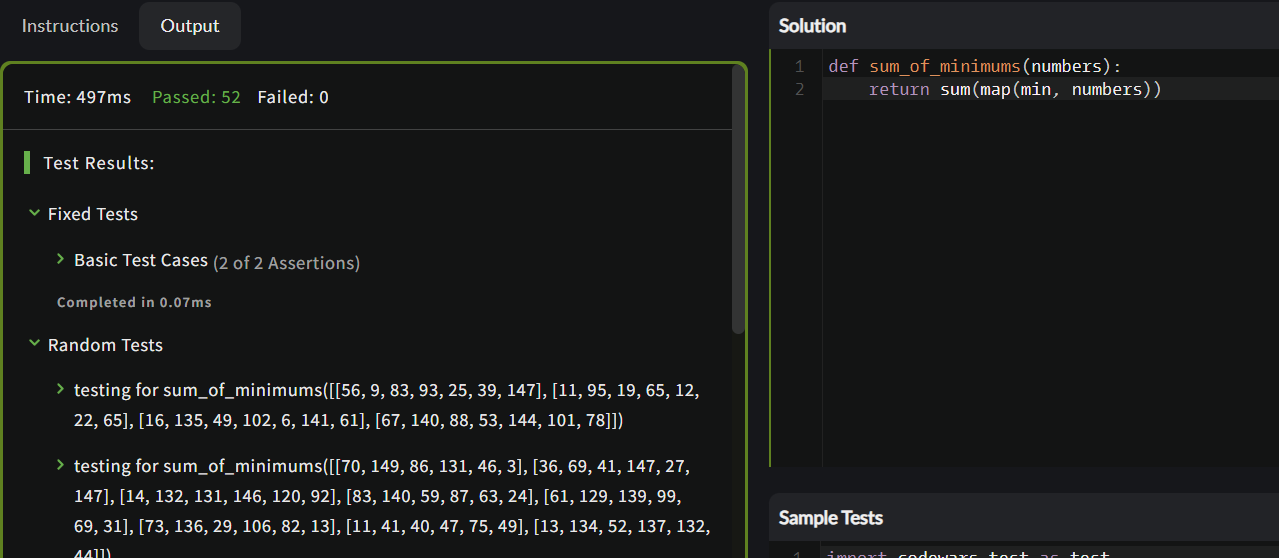 Instructions
Output
Time: 497ms Passed: 52 Failed: 0
Test Results:
Fixed Tests
Basic Test Cases (2 of 2 Assertions)
Completed in 0.07ms
Random Tests
testing for sum_of_minimums([[56, 9, 83, 93, 25, 39, 147], [11, 95, 19, 65, 12,
22, 65], [16, 135, 49, 102, 6, 141, 61], [67, 140, 88, 53, 144, 101, 78]])
testing for sum_of_minimums([[70, 149, 86, 131, 46, 3], [36, 69, 41, 147, 27,
147], [14, 132, 131, 146, 120, 92], [83, 140, 59, 87, 63, 24], [61, 129, 139, 99,
69, 31], [73, 136, 29, 106, 82, 13], [11, 41, 40, 47, 75, 49], [13, 134, 52, 137, 132,
44]])
Solution
1 def sum_of_minimums(numbers):
2 return sum(map(min, numbers))
Sample Tests
1 import codewars_test as test